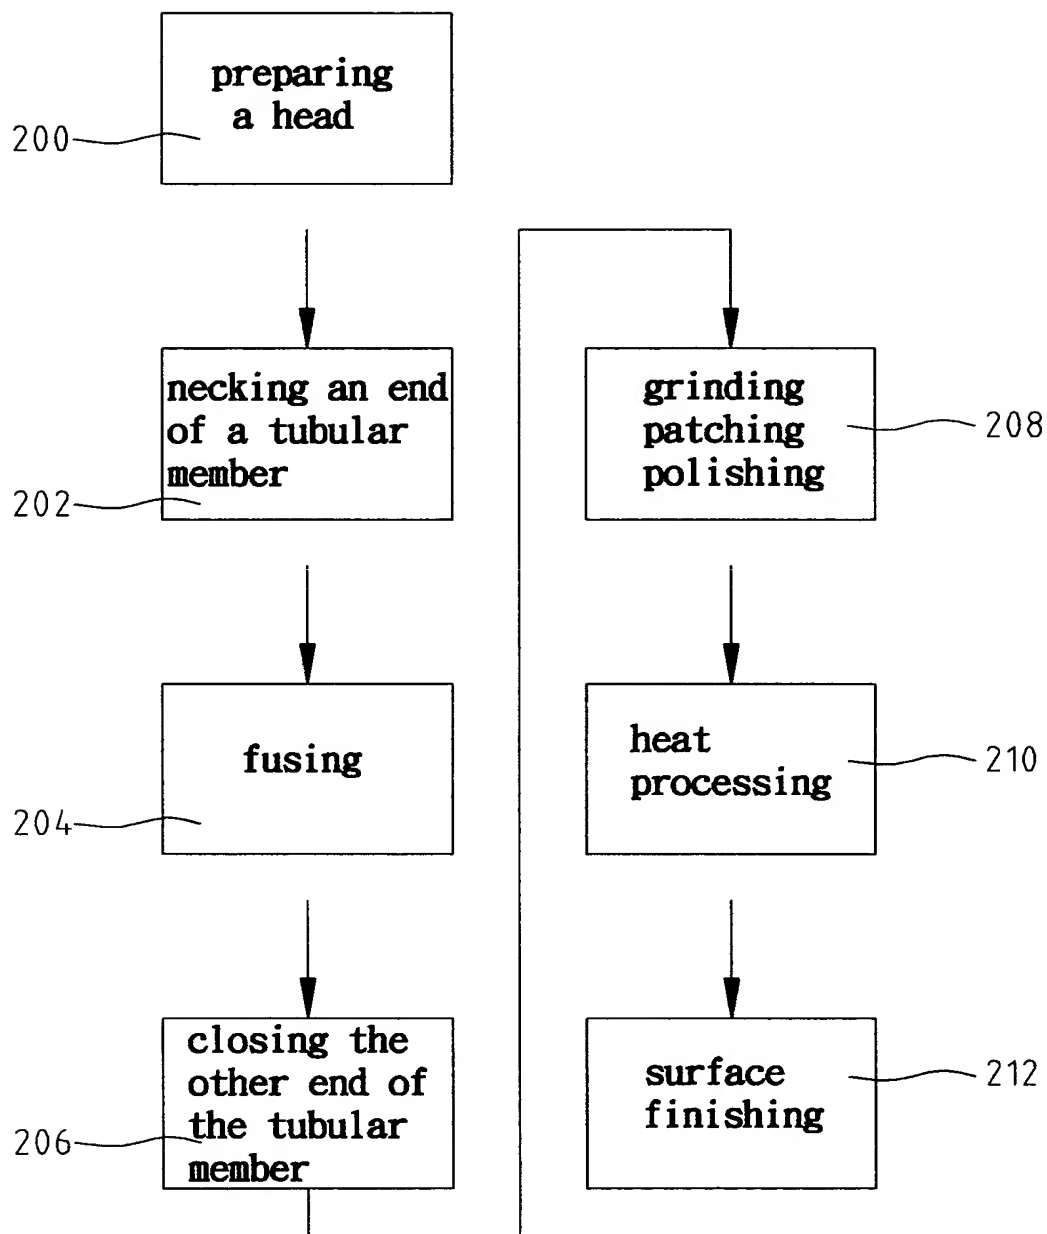 preparing
a head
200
necking an end
of a tubular
member
202
fusing
204
closing the
other end of
the tubular
member
206
grinding
patching
polishing
208
heat
processing
210
surface
finishing
212